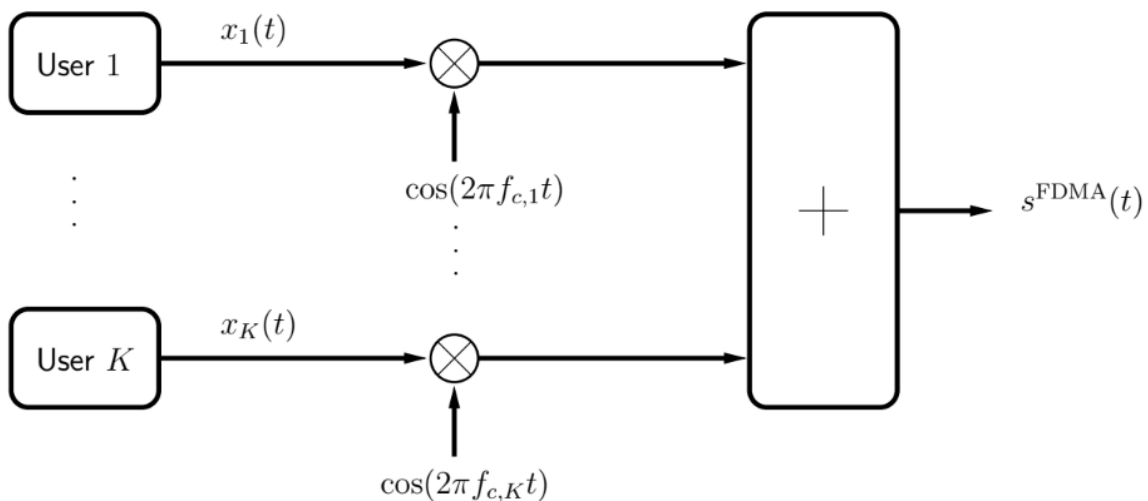 User 1
x_1(t)
cos(2πf_{c,1}t)
+
s^{FDMA}(t)
User K
x_K(t)
cos(2πf_{c,K}t)